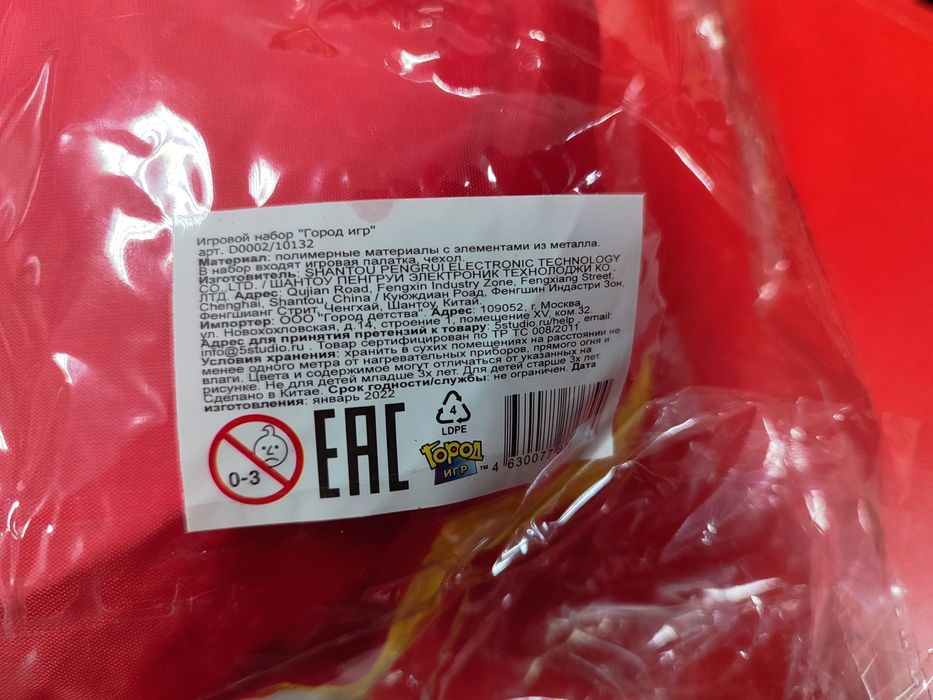 Игровой набор "Город игр"
арт. D0002/10132
Материал: полимерные материалы с элементами из металла.
В набор входят игровая палатка, чехол.
Изготовитель: SHANTOU PENGRUI ELECTRONIC TECHNOLOGY
CO., LTD. / ШАНТОУ ПЕНГРУЙ ЭЛЕКТРОНИК ТЕХНОЛОДЖИ КО.,
ЛТД. Адрес: Qujian Road, Fengxin Industry Zone, Fengxiang Street,
Chenghai, Shantou, China / Куюждиан Роад, Фенгшин Индастри Зон,
Фенгшианг Стрит, Ченгхай, Шантоу, Китай.
Импортер: ООО "Город детства". Адрес: 109052, г. Москва,
ул. Новохохловская, д.14, строение 1, помещение XV, ком.32.
Адрес для принятия претензий к товару: 5studio.ru/help, email:
info@5studio.ru . Товар сертифицирован по ТР ТС 008/2011.
Условия хранения: хранить в сухих помещениях на расстоянии не
менее одного метра от нагревательных приборов, прямого огня и
влаги. Цвета и содержимое могут отличаться от указанных на
рисунке. Не для детей младше 3х лет. Для детей старше 3х лет.
Сделано в Китае. Срок годности/службы: не ограничен. Дата
изготовления: январь 2022
0-3
EAC
4
LDPE
ГОРОД
ИГР
TM
4 630077